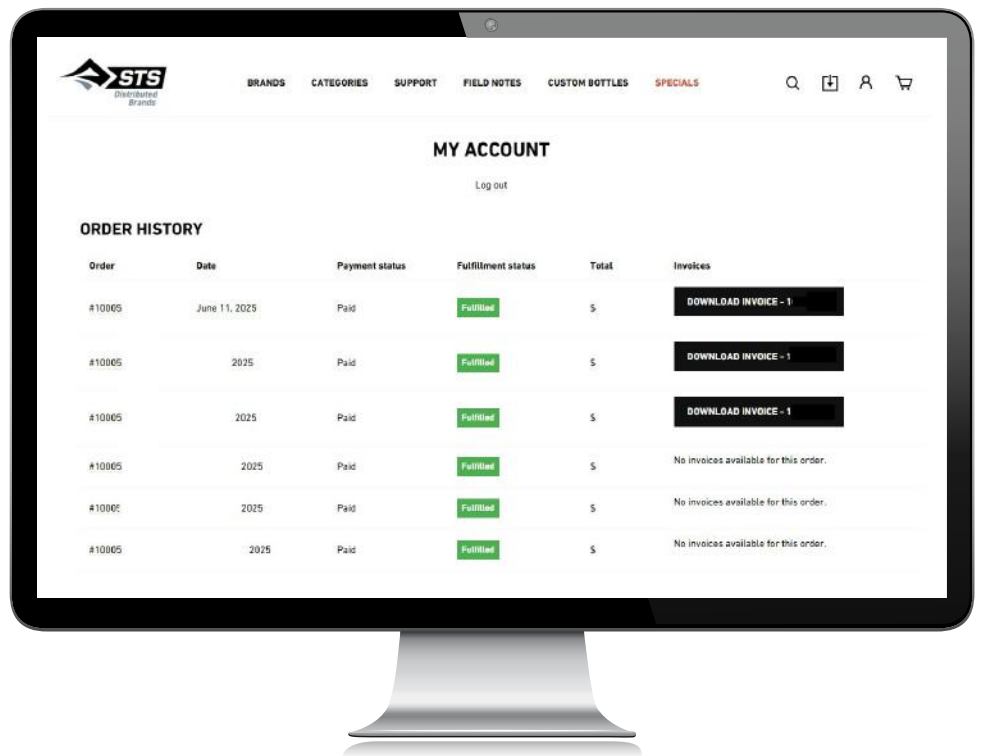 STS
Distributed
Brands
BRANDS CATEGORIES SUPPORT FIELD NOTES CUSTOM BOTTLES SPECIALS
MY ACCOUNT
Log out
ORDER HISTORY
Order Date Payment status Fulfillment status Total Invoices
#10005 June 11, 2025 Paid Fulfilled $ DOWNLOAD INVOICE - 1
#10005 2025 Paid Fulfilled $ DOWNLOAD INVOICE - 1
#10005 2025 Paid Fulfilled $ DOWNLOAD INVOICE - 1
#10005 2025 Paid Fulfilled $ No invoices available for this order.
#10005 2025 Paid Fulfilled $ No invoices available for this order.
#10005 2025 Paid Fulfilled $ No invoices available for this order.